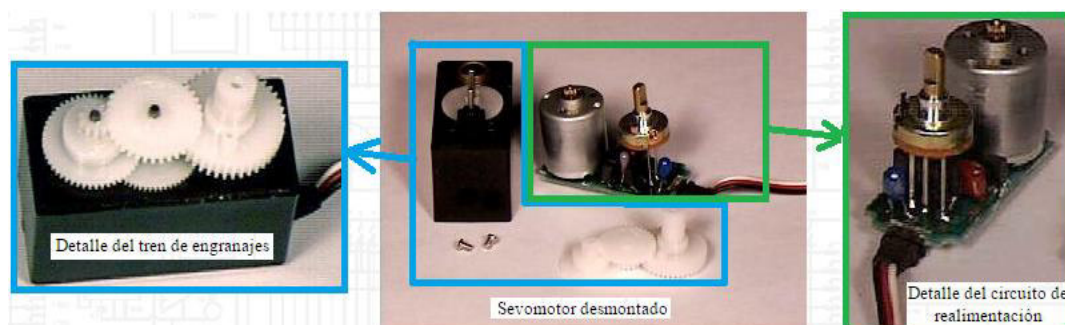 Detalle del tren de engranajes
Sevomotor desmontado
Detalle del circuito de
realimentación